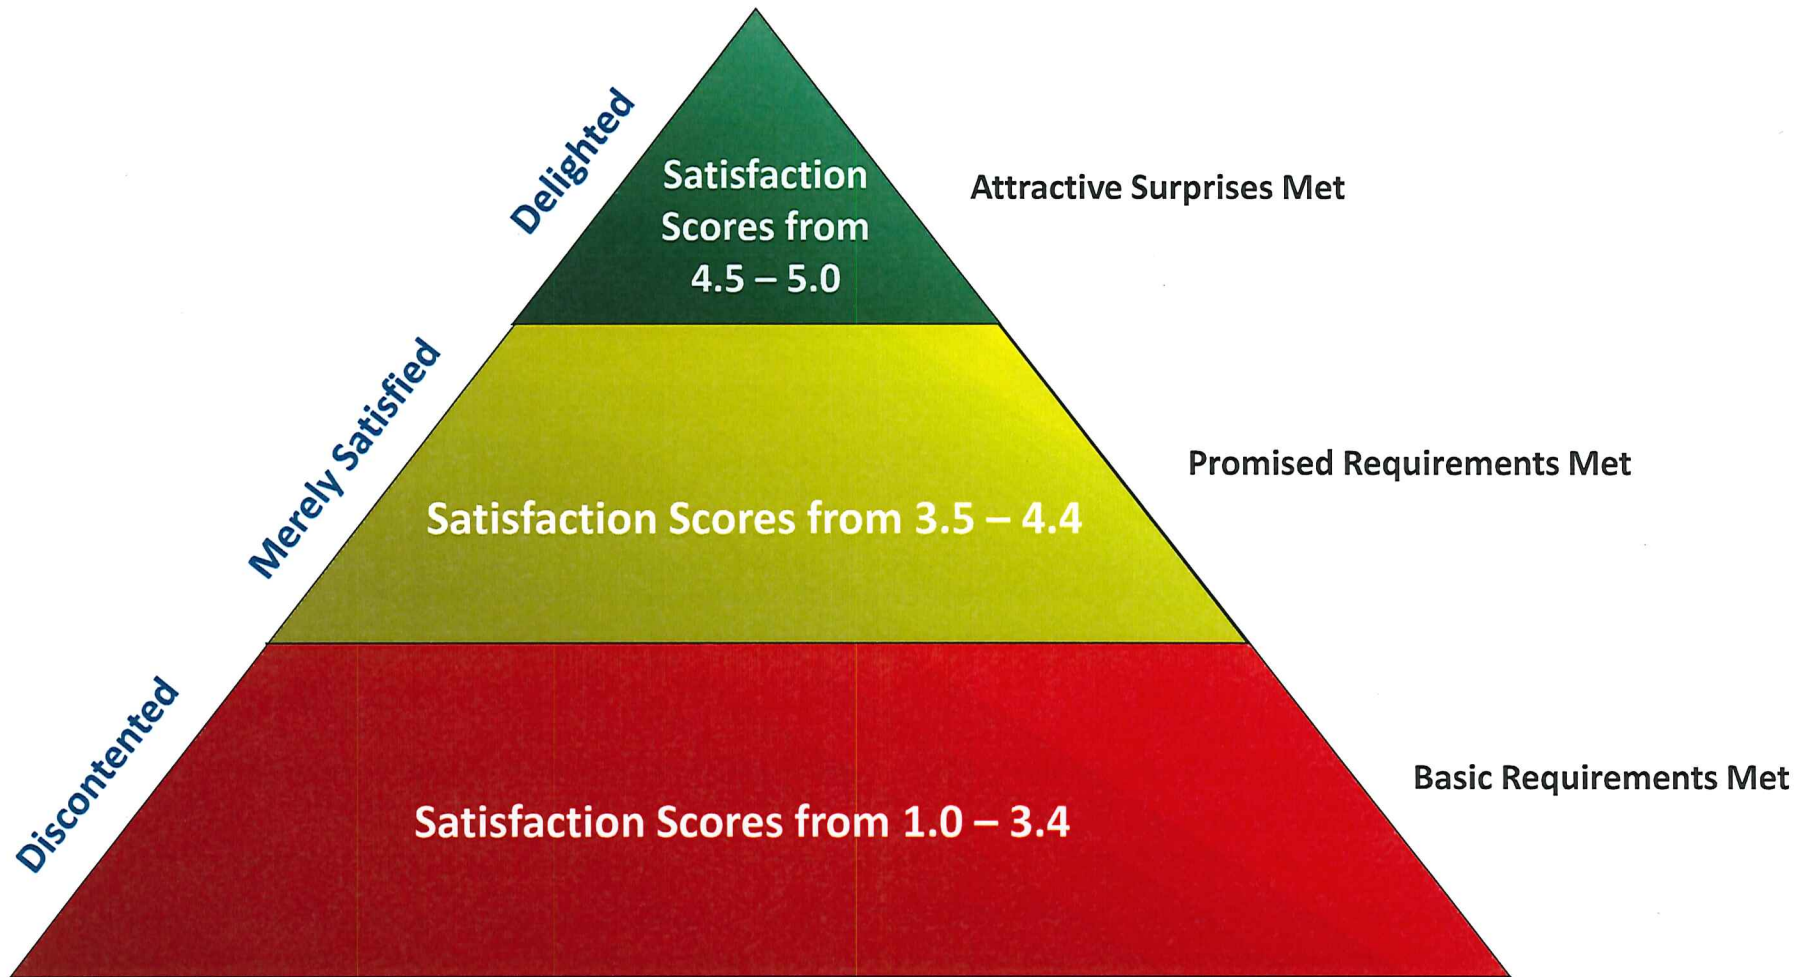 Delighted
Satisfaction
Scores from
4.5 – 5.0
Attractive Surprises Met
Merely Satisfied
Satisfaction Scores from 3.5 – 4.4
Promised Requirements Met
Discontented
Satisfaction Scores from 1.0 – 3.4
Basic Requirements Met